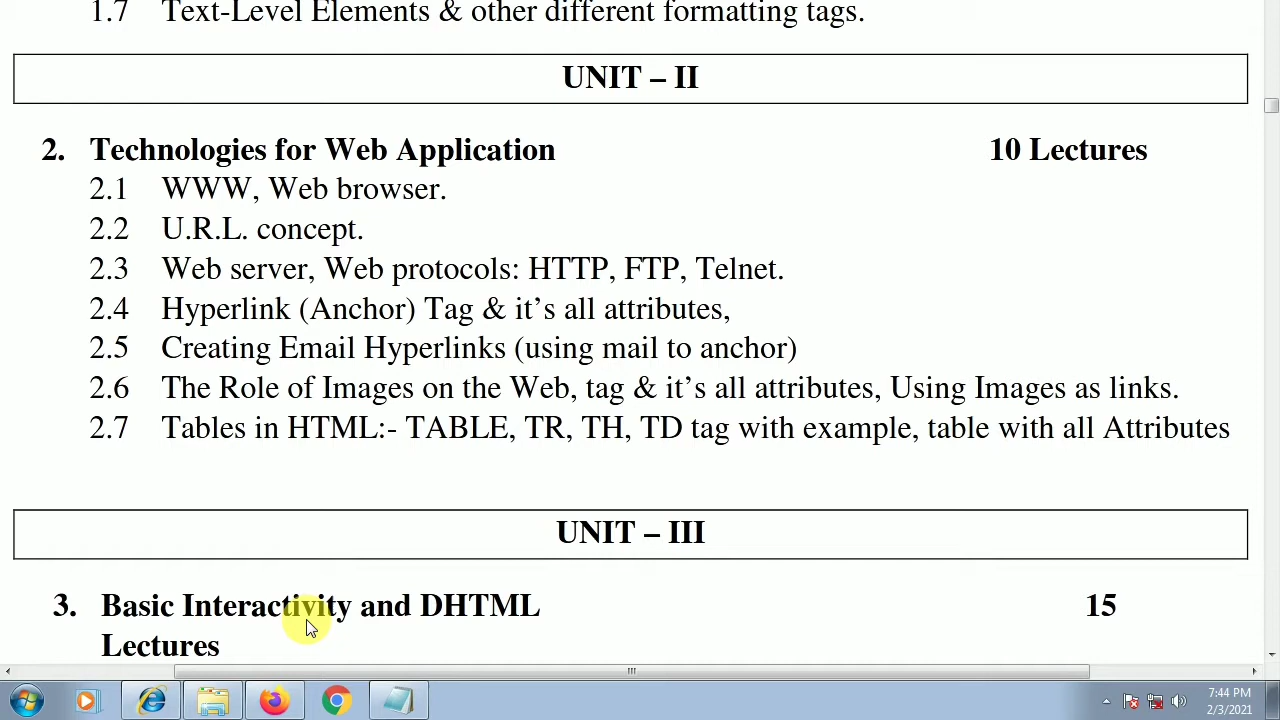 1.7 Text-Level Elements & other different formatting tags.
UNIT – II
2. Technologies for Web Application 10 Lectures
2.1 WWW, Web browser.
2.2 U.R.L. concept.
2.3 Web server, Web protocols: HTTP, FTP, Telnet.
2.4 Hyperlink (Anchor) Tag & it’s all attributes,
2.5 Creating Email Hyperlinks (using mail to anchor)
2.6 The Role of Images on the Web, tag & it’s all attributes, Using Images as links.
2.7 Tables in HTML:- TABLE, TR, TH, TD tag with example, table with all Attributes
UNIT – III
3. Basic Interactivity and DHTML 15
Lectures
7:44 PM
2/3/2021